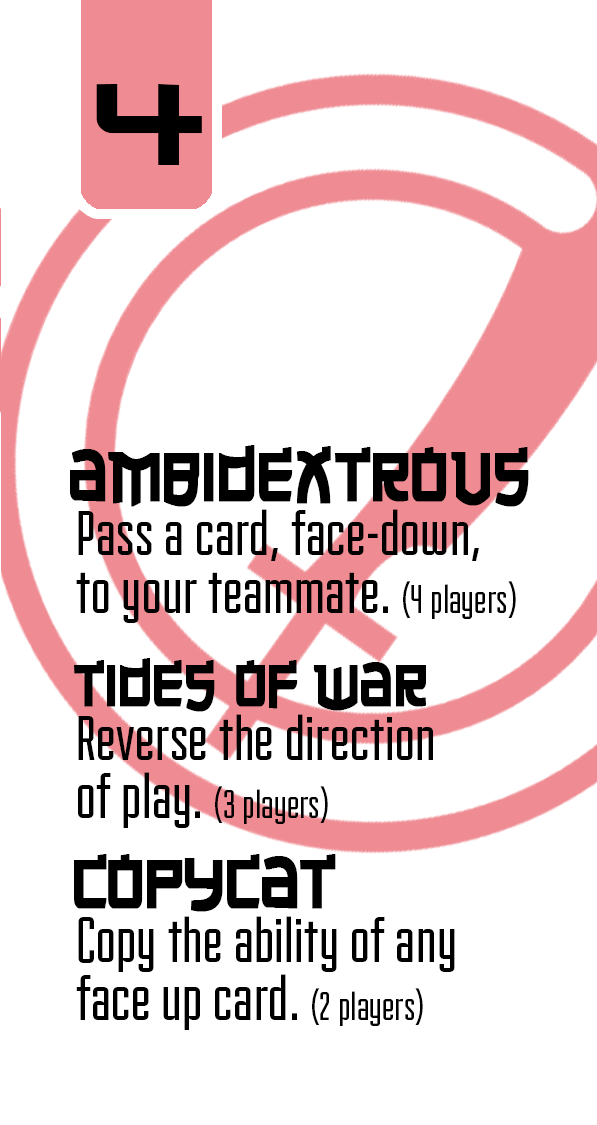 4
AMBIDEXTROUS
Pass a card, face-down,
to your teammate. (4 players)
TIDES OF WAR
Reverse the direction
of play. (3 players)
COPYCAT
Copy the ability of any
face up card. (2 players)